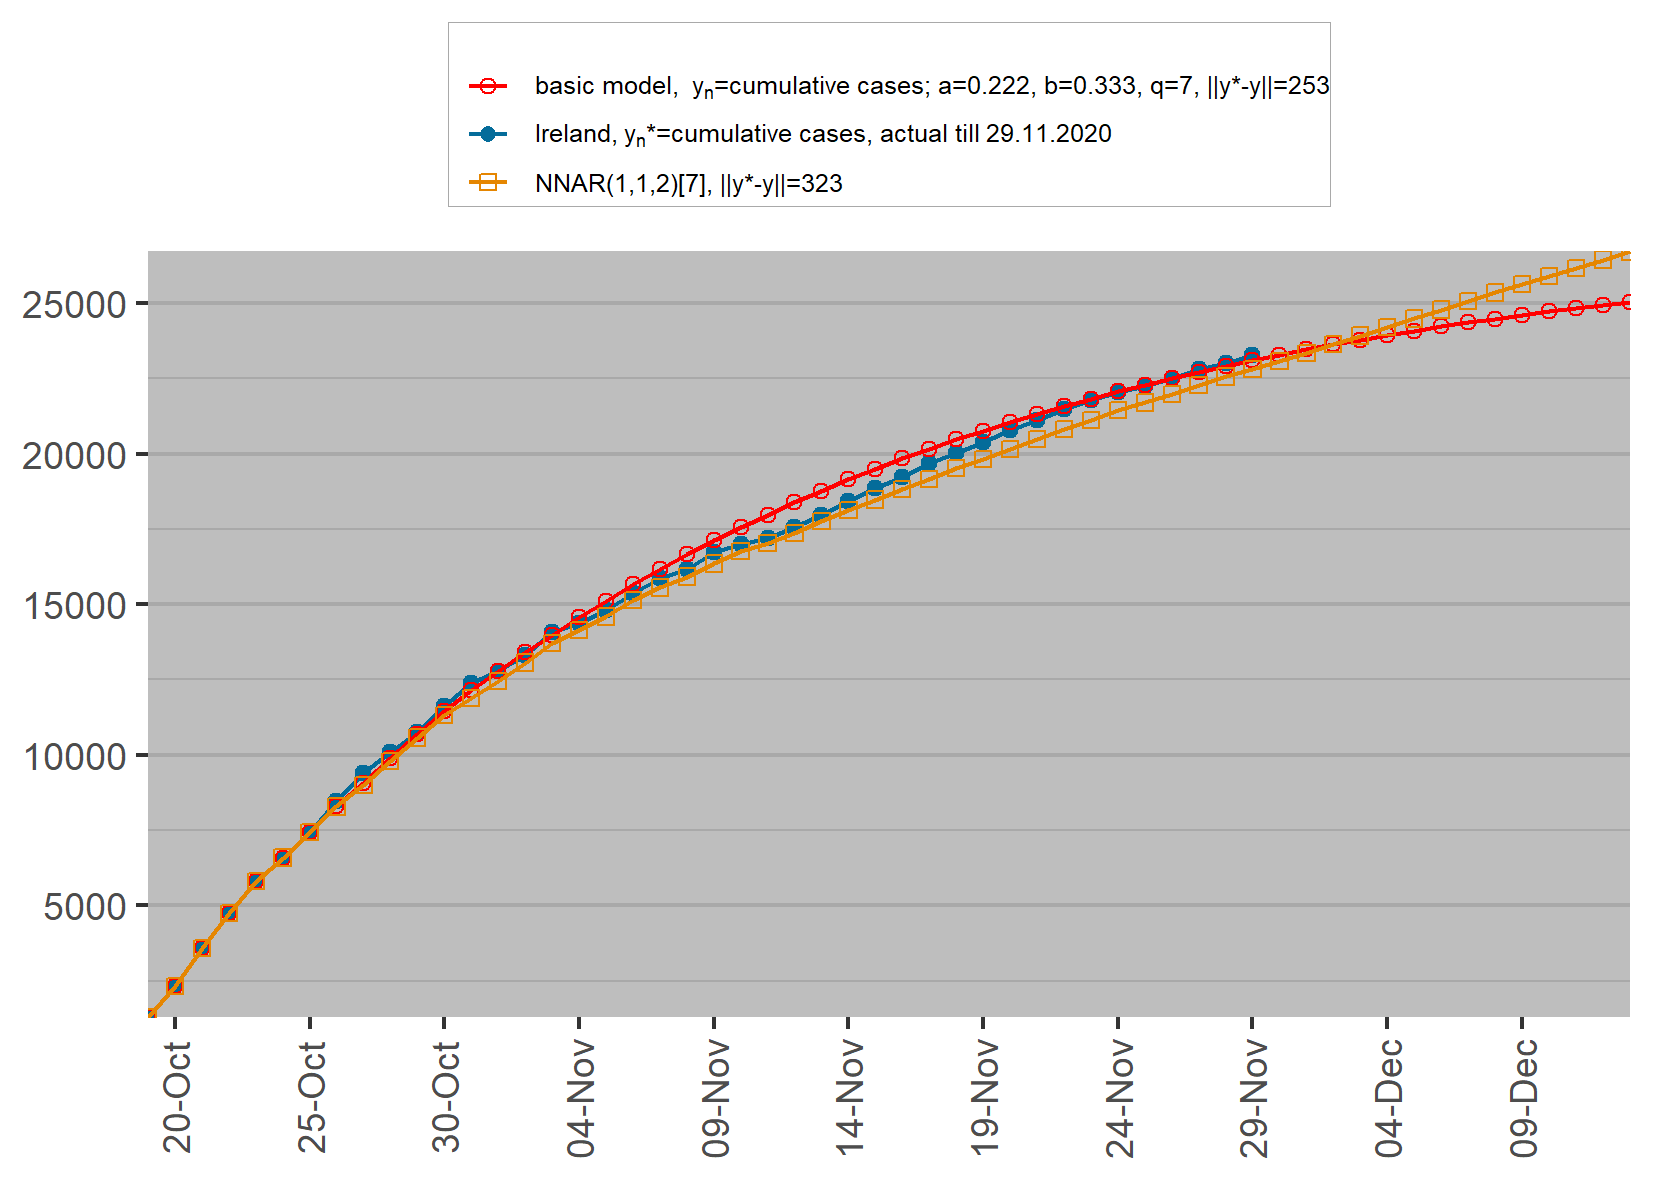 basic model, yn=cumulative cases; a=0.222, b=0.333, q=7, ||y*-y||=253
Ireland, yn*=cumulative cases, actual till 29.11.2020
NNAR(1,1,2)[7], ||y*-y||=323
25000
20000
15000
10000
5000
20-Oct
25-Oct
30-Oct
04-Nov
09-Nov
14-Nov
19-Nov
24-Nov
29-Nov
04-Dec
09-Dec